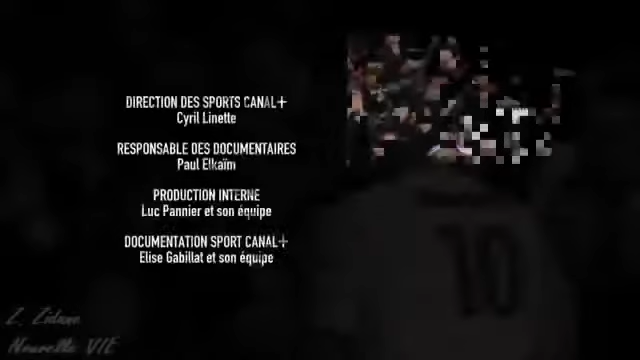 DIRECTION DES SPORTS CANAL+
Cyril Linette
RESPONSABLE DES DOCUMENTAIRES
Paul Elkaïm
PRODUCTION INTERNE
Luc Pannier et son équipe
DOCUMENTATION SPORT CANAL+
Elise Gabillat et son équipe
10
Z. Zidane
Nouvelle VIE